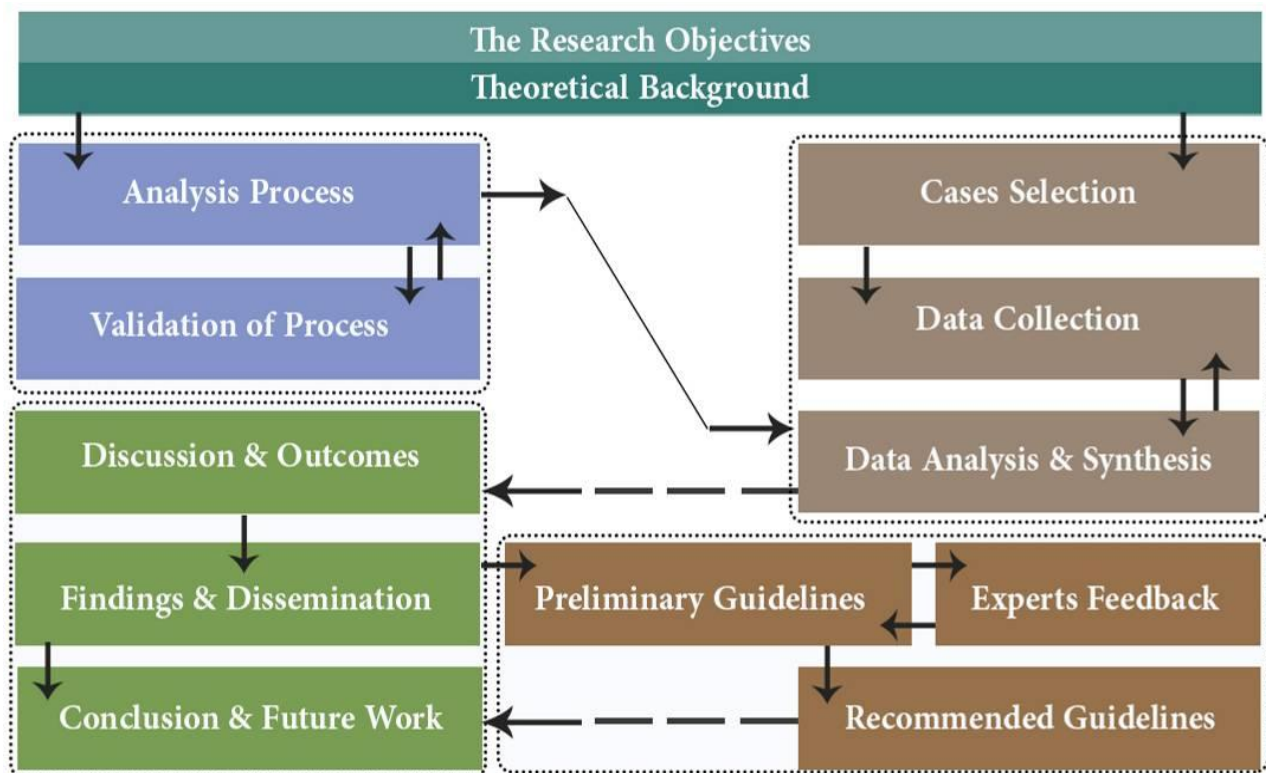 The Research Objectives
Theoretical Background
Analysis Process
Validation of Process
Cases Selection
Data Collection
Data Analysis & Synthesis
Discussion & Outcomes
Findings & Dissemination
Conclusion & Future Work
Preliminary Guidelines
Experts Feedback
Recommended Guidelines